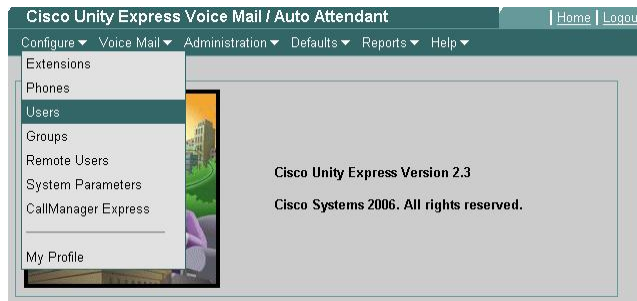 Cisco Unity Express Voice Mail / Auto Attendant | Home | Logou
Configure Voice Mail Administration Defaults Reports Help
Extensions
Phones
Users
Groups
Remote Users
System Parameters
CallManager Express
My Profile
Cisco Unity Express Version 2.3
Cisco Systems 2006. All rights reserved.